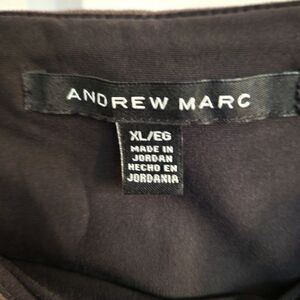 ANDREW MARC
XL/EG
MADE IN
JORDAN
HECHO EN
JORDANIA